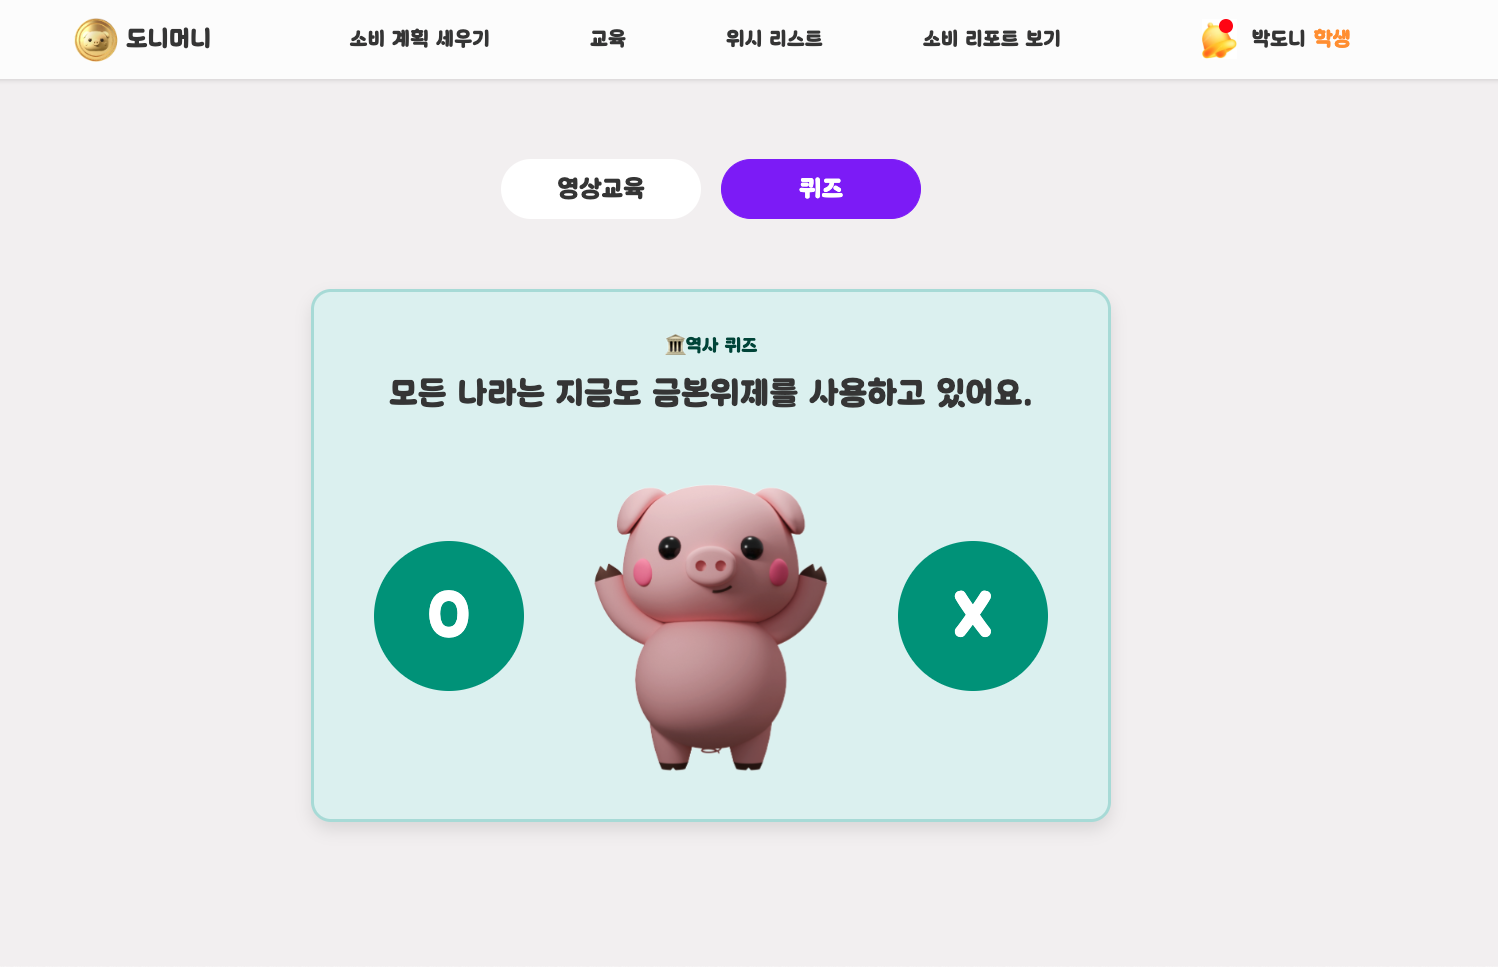 도니머니
소비 계획 세우기
교육
위시 리스트
소비 리포트 보기
박도니 학생
영상교육
퀴즈
🏛️역사 퀴즈
모든 나라는 지금도 금본위제를 사용하고 있어요.
O
X